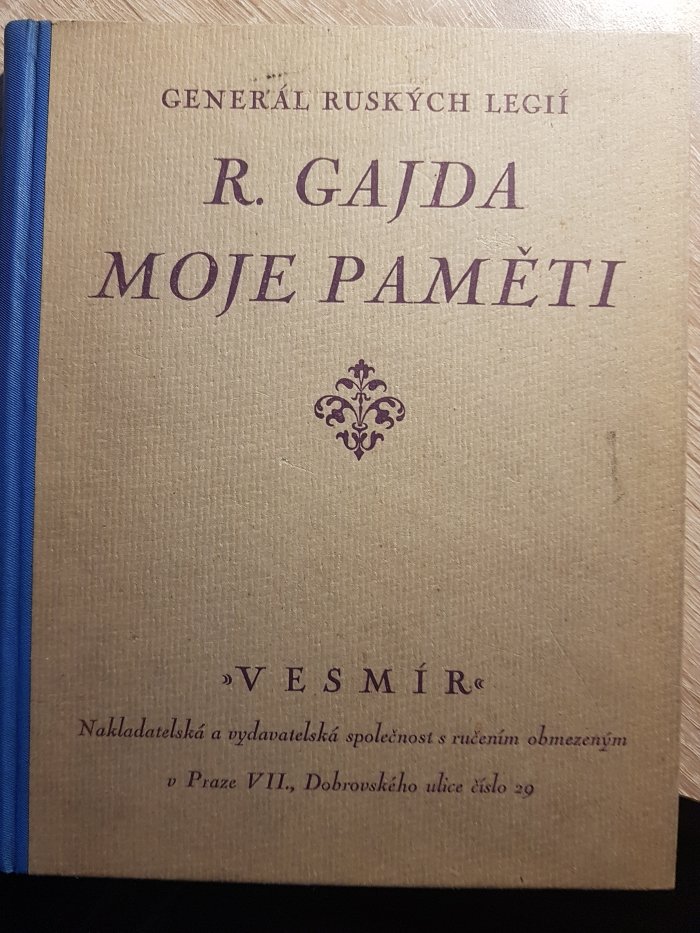 GENERÁL RUSKÝCH LEGIÍ
R. GAJDA
MOJE PAMĚTI
»VESMÍR«
Nakladatelská a vydavatelská společnost s ručením obmezeným
v Praze VII., Dobrovského ulice číslo 29